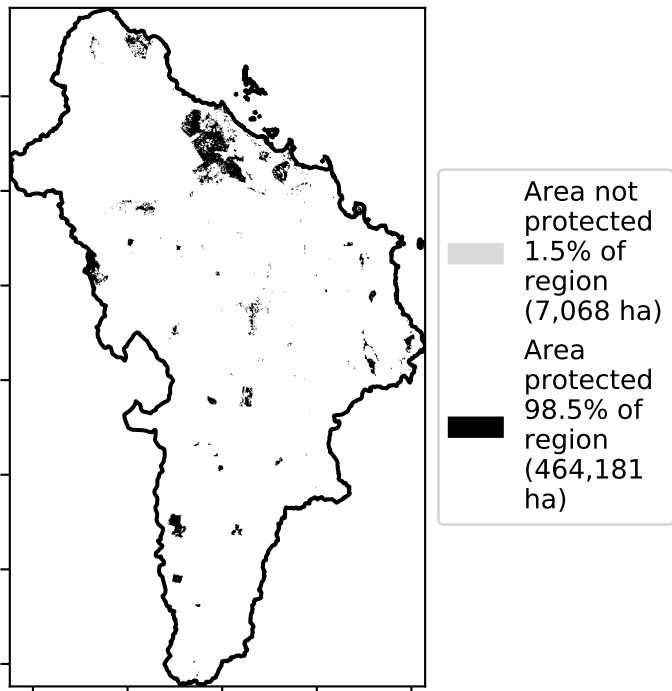 Area not
protected
1.5% of
region
(7,068 ha)
Area
protected
98.5% of
region
(464,181
ha)